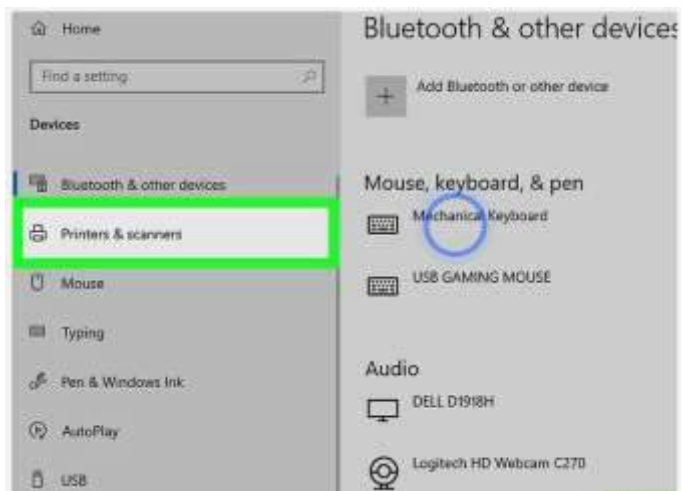 Home
Find a setting
Devices
Bluetooth & other devices
Printers & scanners
Mouse
Typing
Pen & Windows Ink
AutoPlay
USB
Bluetooth & other devices
Add Bluetooth or other device
Mouse, keyboard, & pen
Mechanical Keyboard
USB GAMING MOUSE
Audio
DELL D1918H
Logitech HD Webcam C270